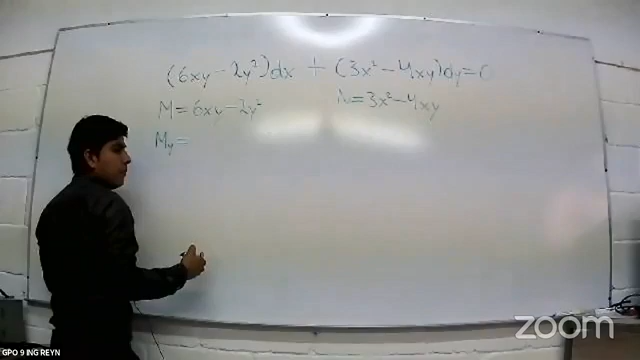 (6xy - 2y²)dx + (3x² - 4xy)dy = 0
M = 6xy - 2y² N = 3x² - 4xy
My =
zoom
GPO 9 ING REYN